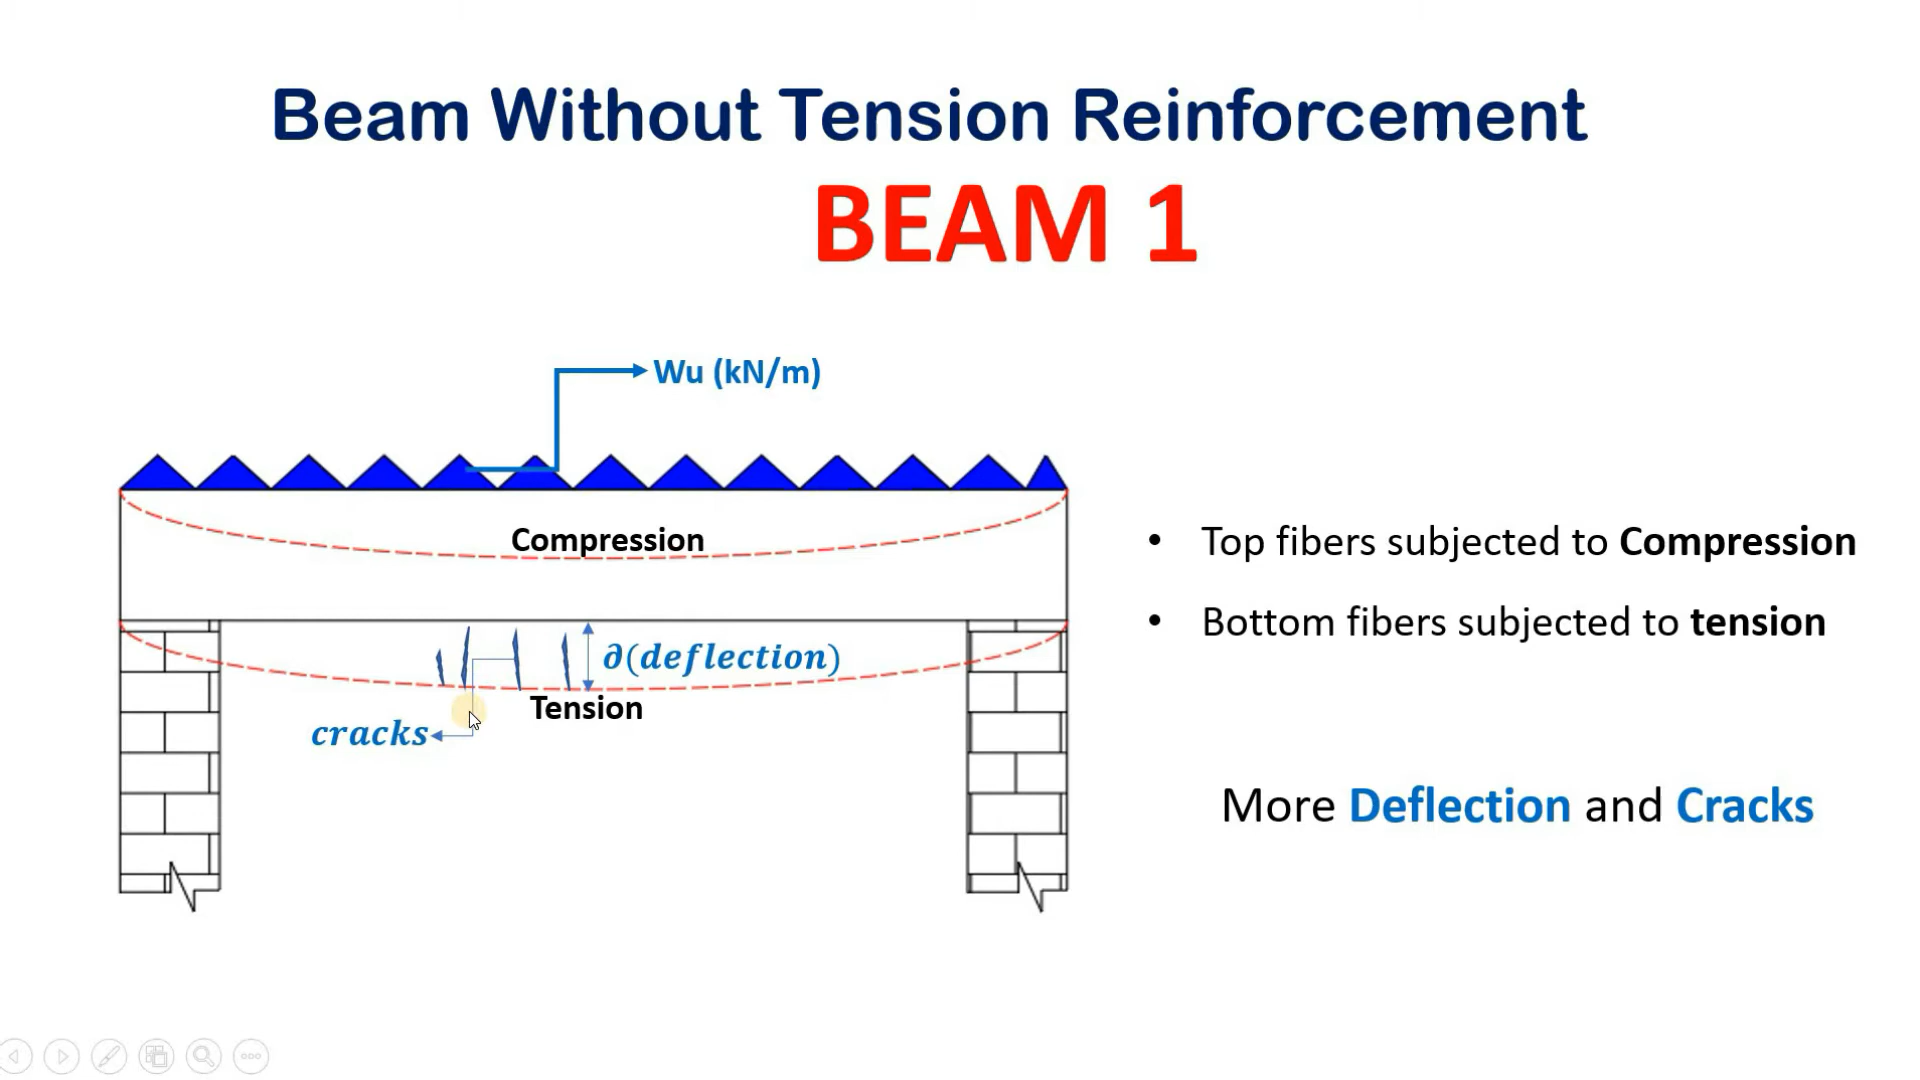 Beam Without Tension Reinforcement
BEAM 1
Wu (kN/m)
Compression
∂(deflection)
Tension
cracks
• Top fibers subjected to Compression
• Bottom fibers subjected to tension
More Deflection and Cracks